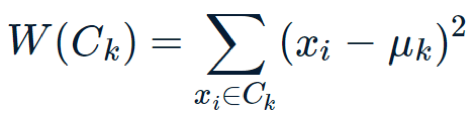 W(C_k) = \sum_{x_i \in C_k} (x_i - \mu_k)^2